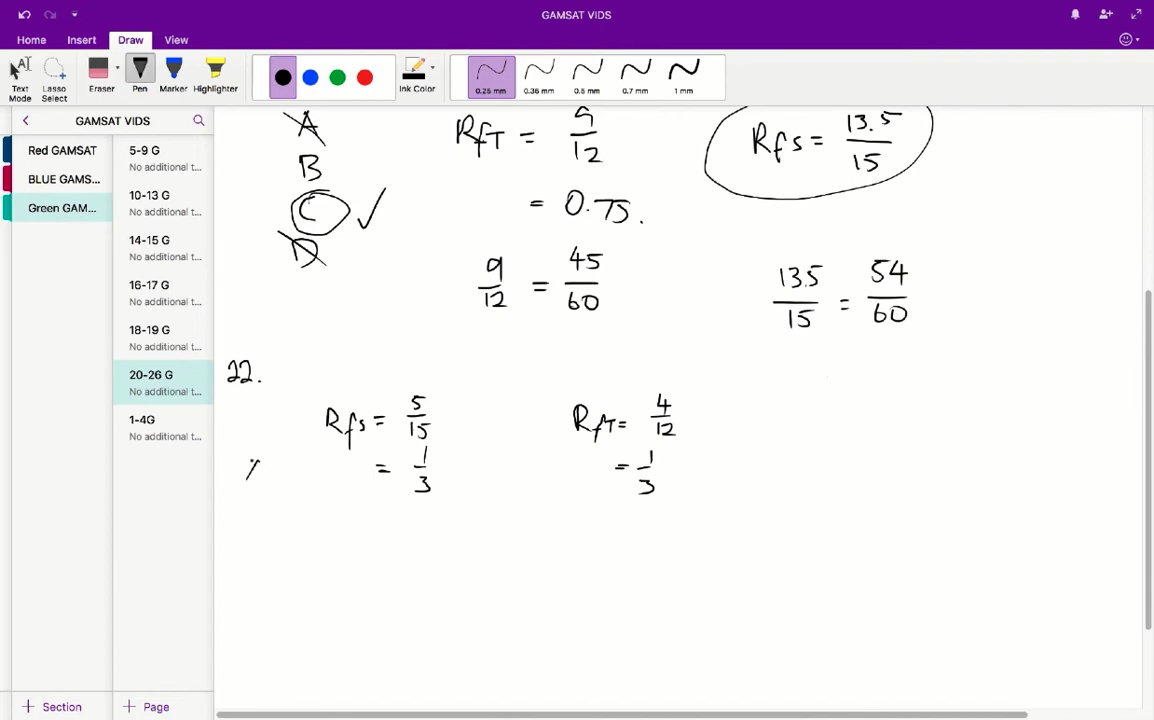 GAMSAT VIDS
Home Insert Draw View
Text Mode Lasso Select Eraser Pen Marker Highlighter Ink Color 0.25 mm 0.35 mm 0.5 mm 0.7 mm 1 mm
GAMSAT VIDS
Red GAMSAT
BLUE GAMS...
Green GAM...
5-9 G
No additional t...
10-13 G
No additional t...
14-15 G
No additional t...
16-17 G
No additional t...
18-19 G
No additional t...
20-26 G
No additional t...
1-4G
No additional t...
+ Section + Page
A
B
C ✓
D
RfT = 9/12
= 0.75.
9/12 = 45/60
Rfs = 13.5/15
13.5/15 = 54/60
22.
Rfs = 5/15
= 1/3
RfT = 4/12
= 1/3